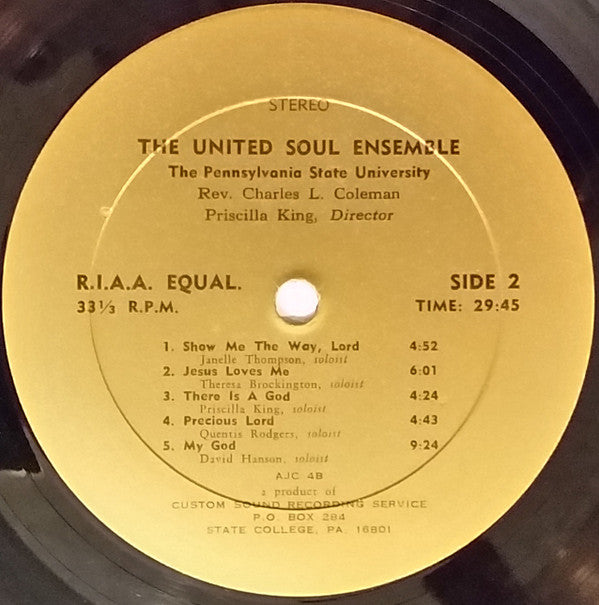 STEREO
THE UNITED SOUL ENSEMBLE
The Pennsylvania State University
Rev. Charles L. Coleman
Priscilla King, Director
R.I.A.A. EQUAL. SIDE 2
33⅓ R.P.M. TIME: 29:45
1. Show Me The Way, Lord 4:52
Janelle Thompson, soloist
2. Jesus Loves Me 6:01
Theresa Brockington, soloist
3. There Is A God 4:24
Priscilla King, soloist
4. Precious Lord 4:43
Quentis Rodgers, soloist
5. My God 9:24
David Hanson, soloist
AJC 4B
a product of
CUSTOM SOUND RECORDING SERVICE
P.O. BOX 284
STATE COLLEGE, PA. 16801